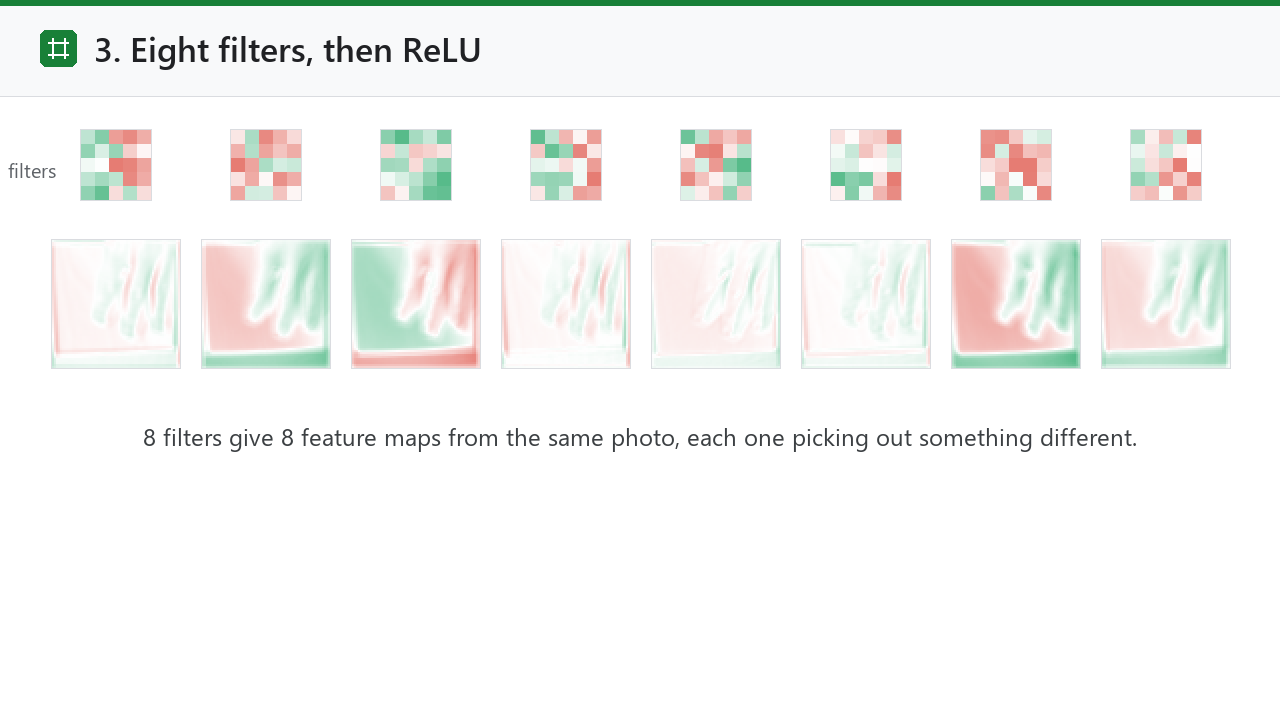 3. Eight filters, then ReLU
filters
8 filters give 8 feature maps from the same photo, each one picking out something different.